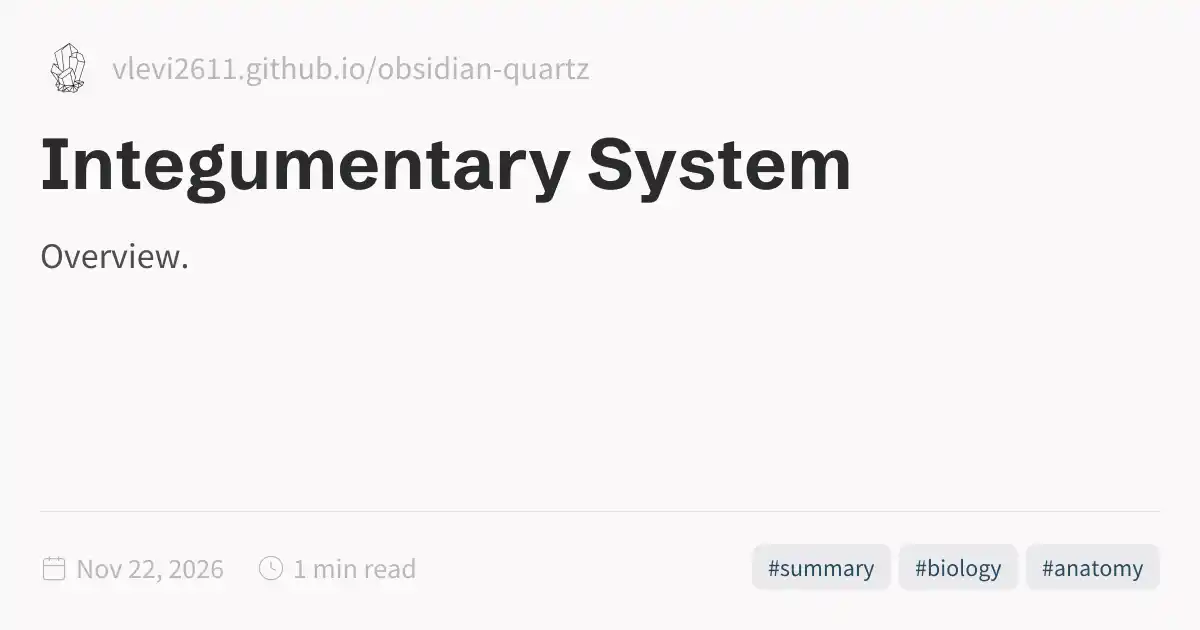 vlevi2611.github.io/obsidian-quartz
Integumentary System
Overview.
Nov 22, 2026 1 min read #summary #biology #anatomy